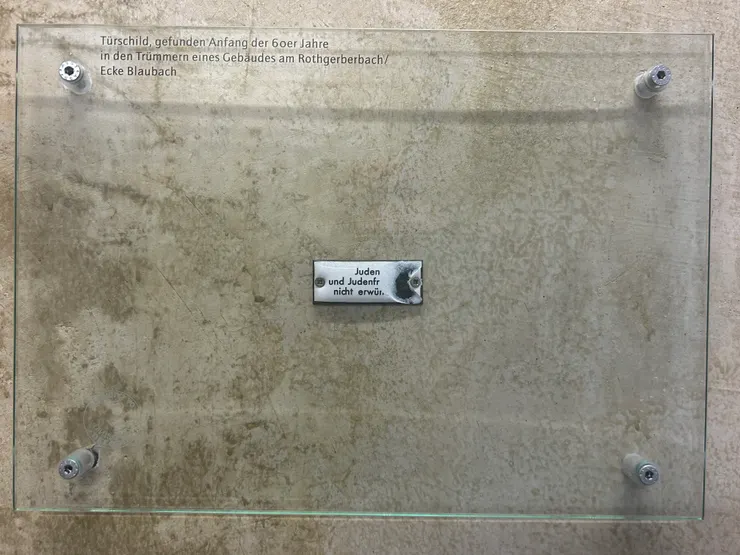 Türschild, gefunden Anfang der 60er Jahre
in den Trümmern eines Gebäudes am Rothgerberbach/
Ecke Blaubach
Juden
und Judenfr
nicht erwü